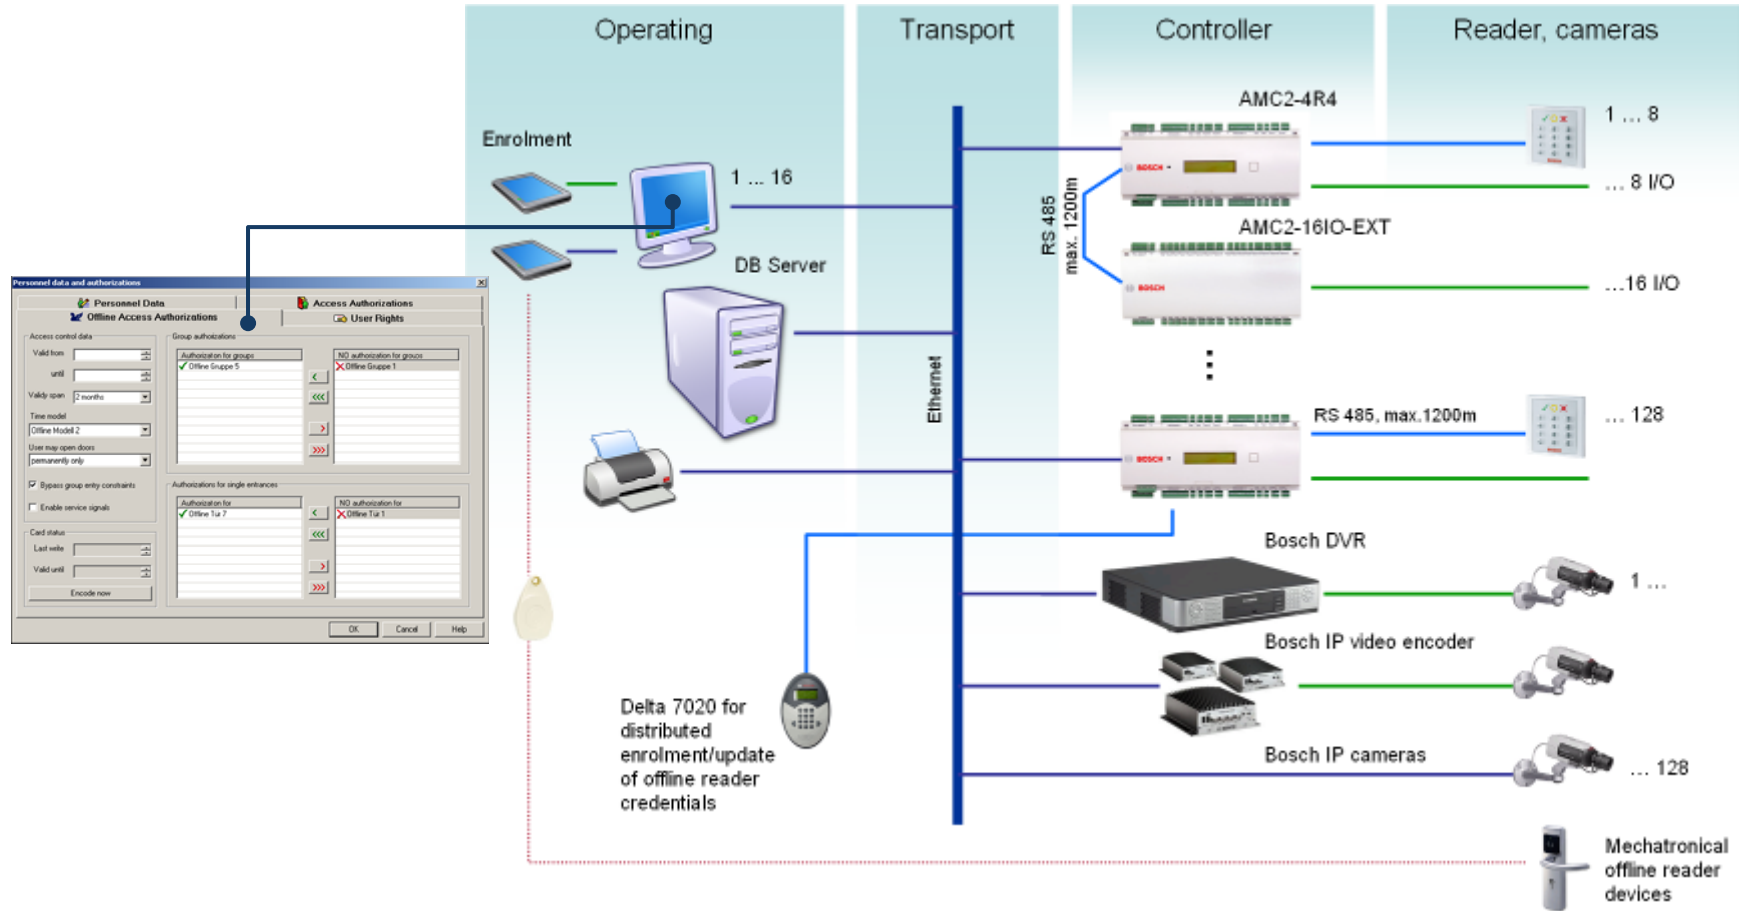 Operating
Transport
Controller
Reader, cameras
Enrolment
1 ... 16
DB Server
Ethernet
RS 485
max. 1200m
AMC2-4R4
BOSCH
1 ... 8
... 8 I/O
AMC2-16IO-EXT
BOSCH
...16 I/O
RS 485, max.1200m
BOSCH
... 128
Bosch DVR
1 ...
Bosch IP video encoder
Bosch IP cameras
... 128
Delta 7020 for
distributed
enrolment/update
of offline reader
credentials
Mechatronical
offline reader
devices
Personnel data and authorizations
Personnel Data
Access Authorizations
Offline Access Authorizations
User Rights
Access control data
Valid from
until
Validy span
2 months
Time model
Offline Modell 2
User may open doors
permanently only
Bypass group entry constraints
Enable service signals
Card status
Last write
Valid until
Encode now
Group authorizations
Authorizaton for groups
NO authorization for groups
Offline Gruppe 5
Offline Gruppe 1
Authorizations for single entrances
Authorizaton for
NO authorization for
Offline Tür 7
Offline Tür 1
OK
Cancel
Help